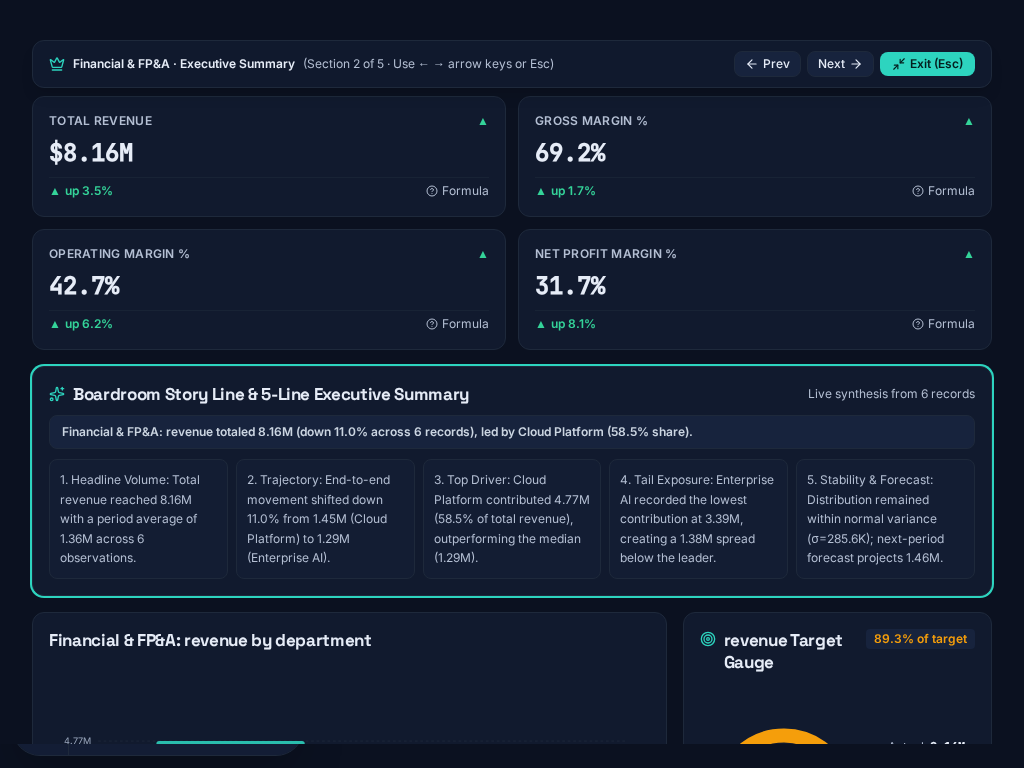 Financial & FP&A · Executive Summary (Section 2 of 5 · Use ← → arrow keys or Esc)
← Prev
Next →
Exit (Esc)
TOTAL REVENUE ▲
$8.16M
▲ up 3.5% Formula
GROSS MARGIN % ▲
69.2%
▲ up 1.7% Formula
OPERATING MARGIN % ▲
42.7%
▲ up 6.2% Formula
NET PROFIT MARGIN % ▲
31.7%
▲ up 8.1% Formula
Boardroom Story Line & 5-Line Executive Summary
Live synthesis from 6 records
Financial & FP&A: revenue totaled 8.16M (down 11.0% across 6 records), led by Cloud Platform (58.5% share).
1. Headline Volume: Total
revenue reached 8.16M
with a period average of
1.36M across 6
observations.
2. Trajectory: End-to-end
movement shifted down
11.0% from 1.45M (Cloud
Platform) to 1.29M
(Enterprise AI).
3. Top Driver: Cloud
Platform contributed 4.77M
(58.5% of total revenue),
outperforming the median
(1.29M).
4. Tail Exposure: Enterprise
AI recorded the lowest
contribution at 3.39M,
creating a 1.38M spread
below the leader.
5. Stability & Forecast:
Distribution remained
within normal variance
(σ=285.6K); next-period
forecast projects 1.46M.
Financial & FP&A: revenue by department
4.77M
revenue Target
Gauge
89.3% of target